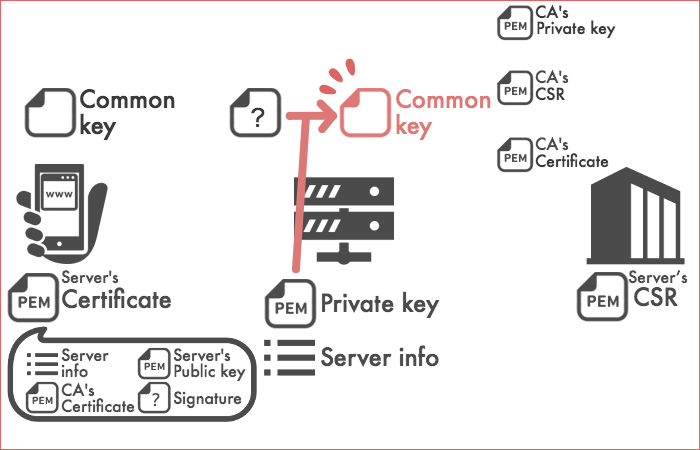 PEM CA's
Private key
PEM CA's
CSR
PEM CA's
Certificate
Common
key
?
Common
key
www
PEM Server's
Certificate
PEM Private key
Server info
PEM Server's
CSR
Server
info
PEM Server's
Public key
PEM CA's
Certificate
? Signature